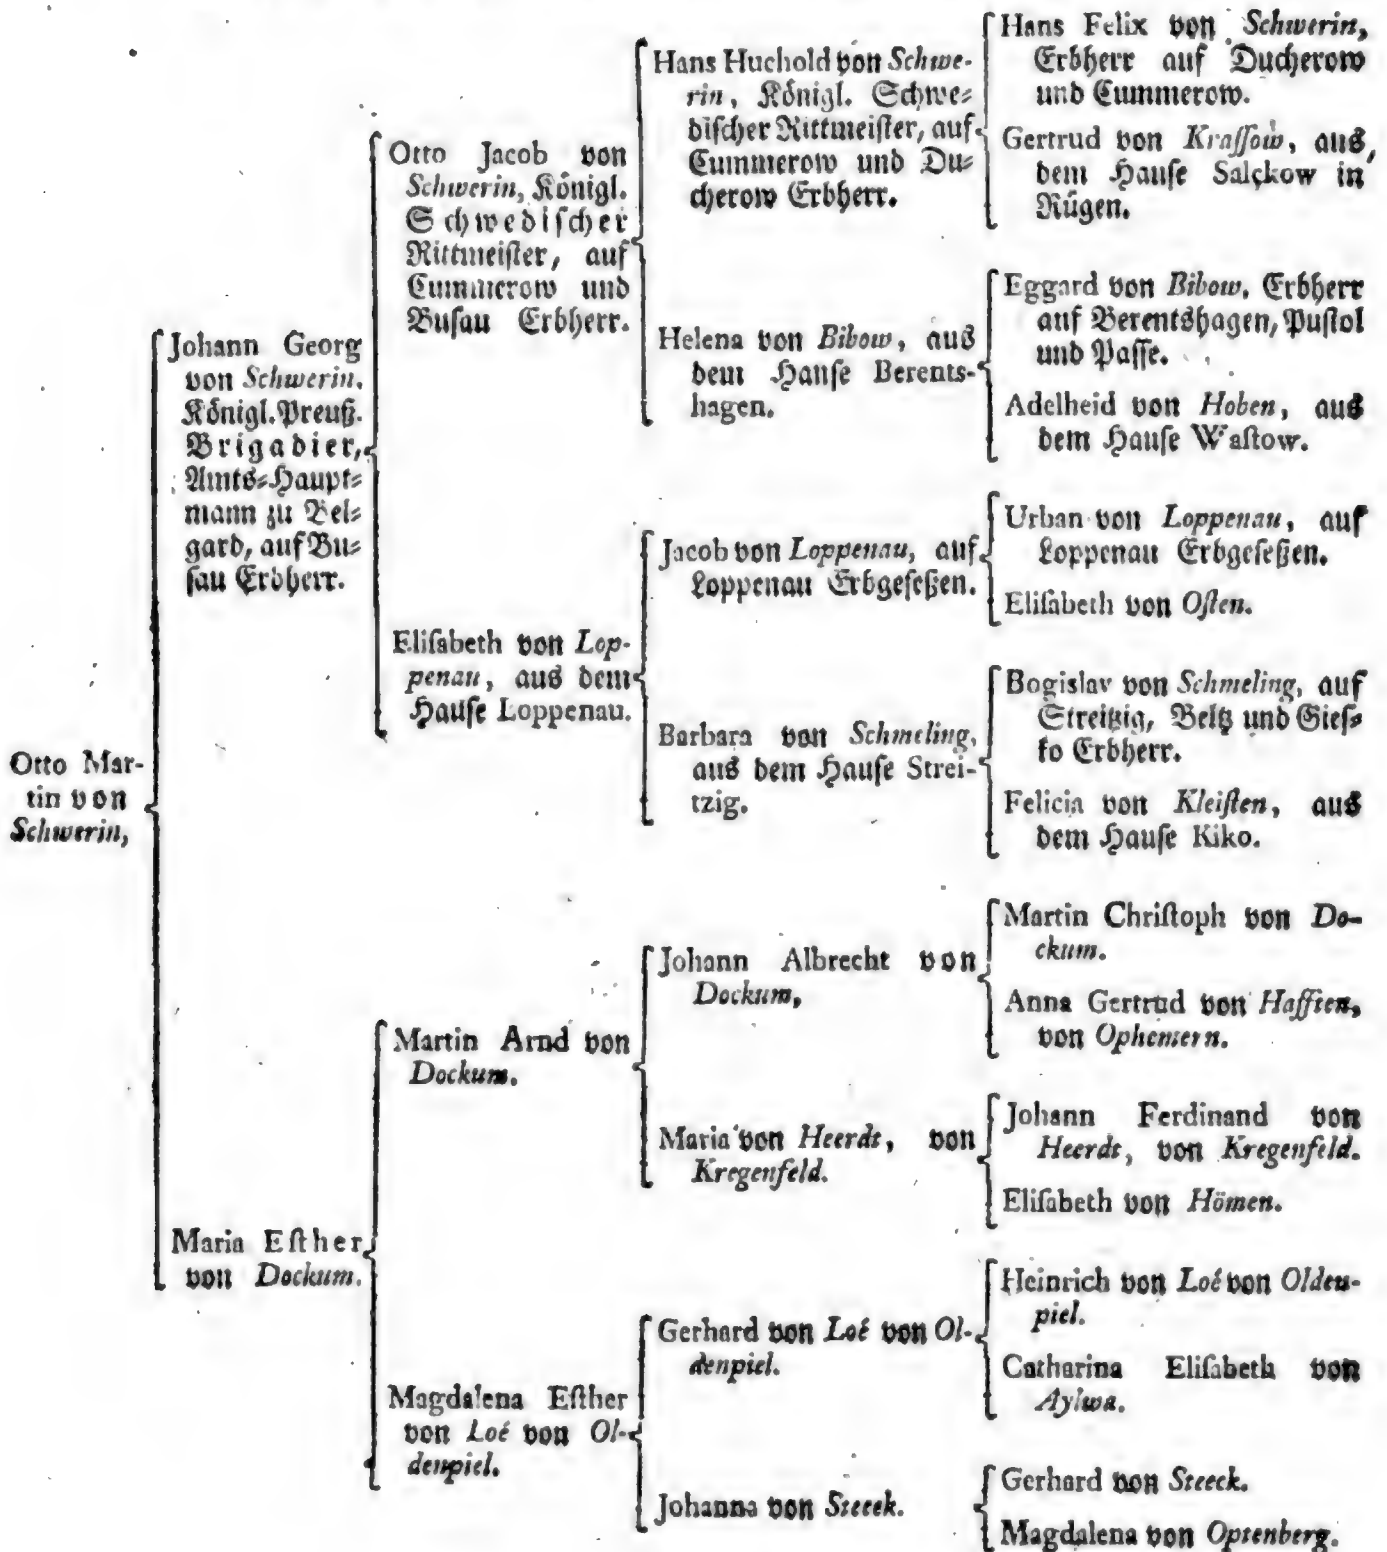 Otto Mar-
tin von
Schwerin,
Johann Georg
von Schwerin,
Königl. Preuß.
Brigadier,
Amts-Haupt-
mann zu Bel-
gard, auf Bu-
sau Erbherr.
Maria Eſther
von Dockum.
Otto Jacob von
Schwerin, Königl.
Schwediſcher
Rittmeiſter, auf
Cummerow und
Buſau Erbherr.
Eliſabeth von Lop-
penau, aus dem
Hauſe Loppenau.
Martin Arnd von
Dockum.
Magdalena Eſther
von Loé von Ol-
denpiel.
Hans Huchold von Schwe-
rin, Königl. Schwe-
diſcher Rittmeiſter, auf
Cummerow und Du-
cherow Erbherr.
Helena von Bibow, aus
dem Hauſe Berents-
hagen.
Jacob von Loppenau, auf
Loppenau Erbgeſeßen.
Barbara von Schmeling,
aus dem Hauſe Strei-
tzig.
Johann Albrecht von
Dockum,
Maria von Heerdt, von
Kregenfeld.
Gerhard von Loé von Ol-
denpiel.
Johanna von Steeck.
Hans Felix von Schwerin,
Erbherr auf Ducherow
und Cummerow.
Gertrud von Kraſſow, aus
dem Hauſe Salckow in
Rügen.
Eggard von Bibow, Erbherr
auf Berentshagen, Puſtol
und Paſſe.
Adelheid von Hoben, aus
dem Hauſe Waſtow.
Urban von Loppenau, auf
Loppenau Erbgeſeßen.
Eliſabeth von Oſten.
Bogislav von Schmeling, auf
Streitzig, Beltz und Gieſ-
ko Erbherr.
Felicia von Kleiſten, aus
dem Hauſe Kiko.
Martin Chriſtoph von Do-
ckum.
Anna Gertrud von Hafften,
von Ophemern.
Johann Ferdinand von
Heerdt, von Kregenfeld.
Eliſabeth von Hömen.
Heinrich von Loé von Olden-
piel.
Catharina Eliſabeth von
Aylwa.
Gerhard von Steeck.
Magdalena von Optenberg.